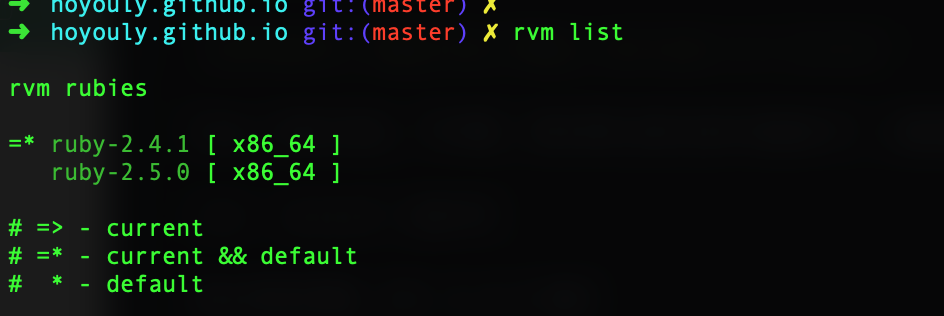 ➜ hoyouly.github.io git:(master) ✗
➜ hoyouly.github.io git:(master) ✗ rvm list
rvm rubies
=* ruby-2.4.1 [ x86_64 ]
   ruby-2.5.0 [ x86_64 ]
# => - current
# =* - current && default
#  * - default